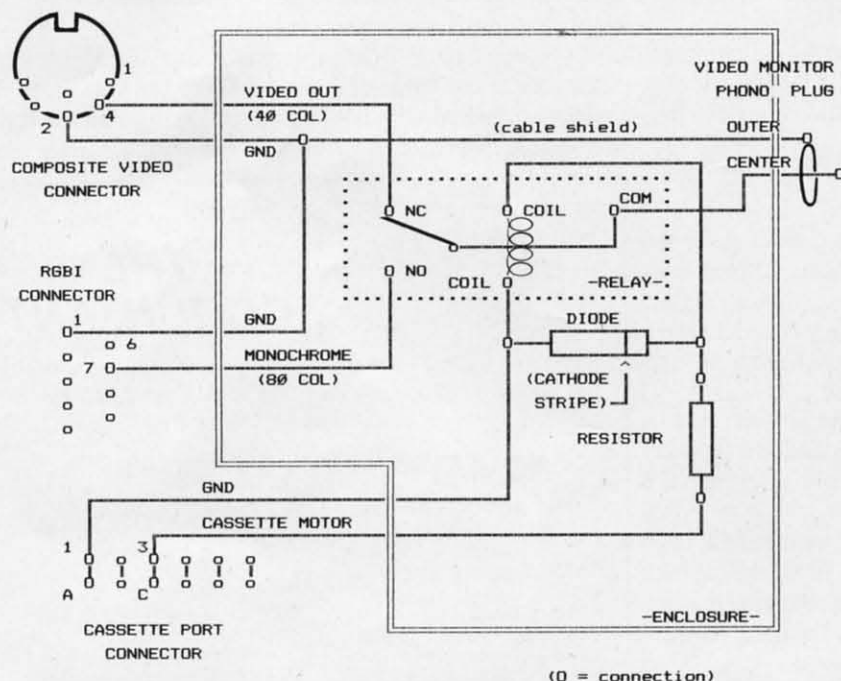 1
2
4
COMPOSITE VIDEO
CONNECTOR
VIDEO OUT
(40 COL)
GND
(cable shield)
VIDEO MONITOR
PHONO PLUG
OUTER
CENTER
NC
COIL
COM
NO
COIL
-RELAY-
RGBI
CONNECTOR
1
6
7
GND
MONOCHROME
(80 COL)
DIODE
^
(CATHODE
STRIPE)
RESISTOR
GND
CASSETTE MOTOR
1
3
A
C
CASSETTE PORT
CONNECTOR
-ENCLOSURE-
(O = connection)